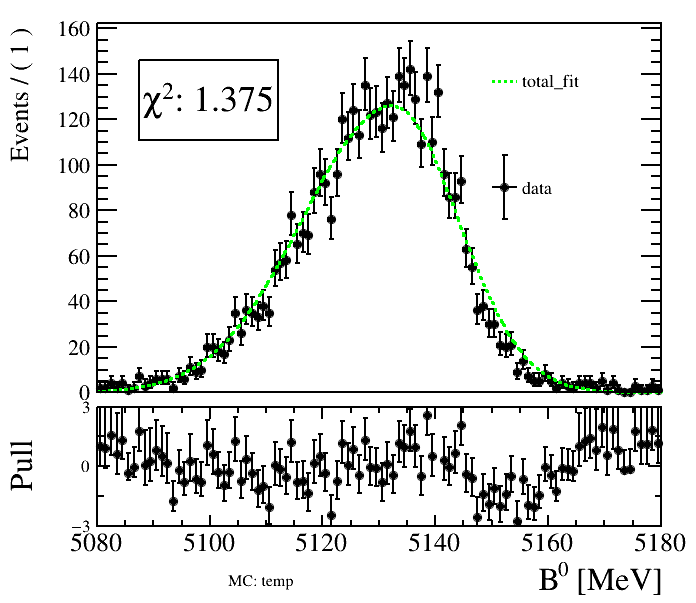 Events / ( 1 )
160
140
120
100
80
60
40
20
0
χ²: 1.375
total_fit
data
Pull
3
0
−3
5080 5100 5120 5140 5160 5180
MC: temp
B⁰ [MeV]